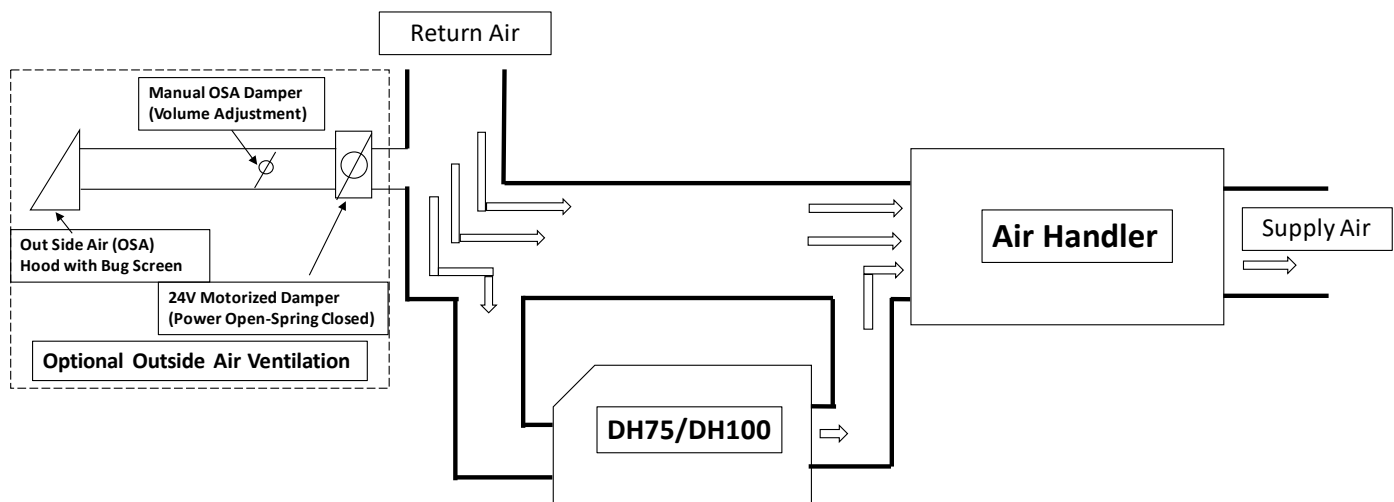 Return Air
Manual OSA Damper
(Volume Adjustment)
Out Side Air (OSA)
Hood with Bug Screen
24V Motorized Damper
(Power Open-Spring Closed)
Optional Outside Air Ventilation
Air Handler
Supply Air
DH75/DH100